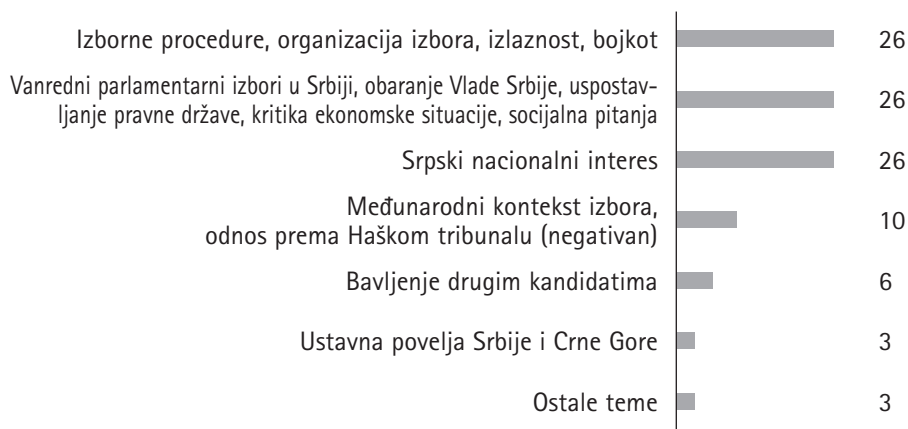 Izborne procedure, organizacija izbora, izlaznost, bojkot 26
Vanredni parlamentarni izbori u Srbiji, obaranje Vlade Srbije, uspostav-
ljanje pravne države, kritika ekonomske situacije, socijalna pitanja 26
Srpski nacionalni interes 26
Međunarodni kontekst izbora,
odnos prema Haškom tribunalu (negativan) 10
Bavljenje drugim kandidatima 6
Ustavna povelja Srbije i Crne Gore 3
Ostale teme 3